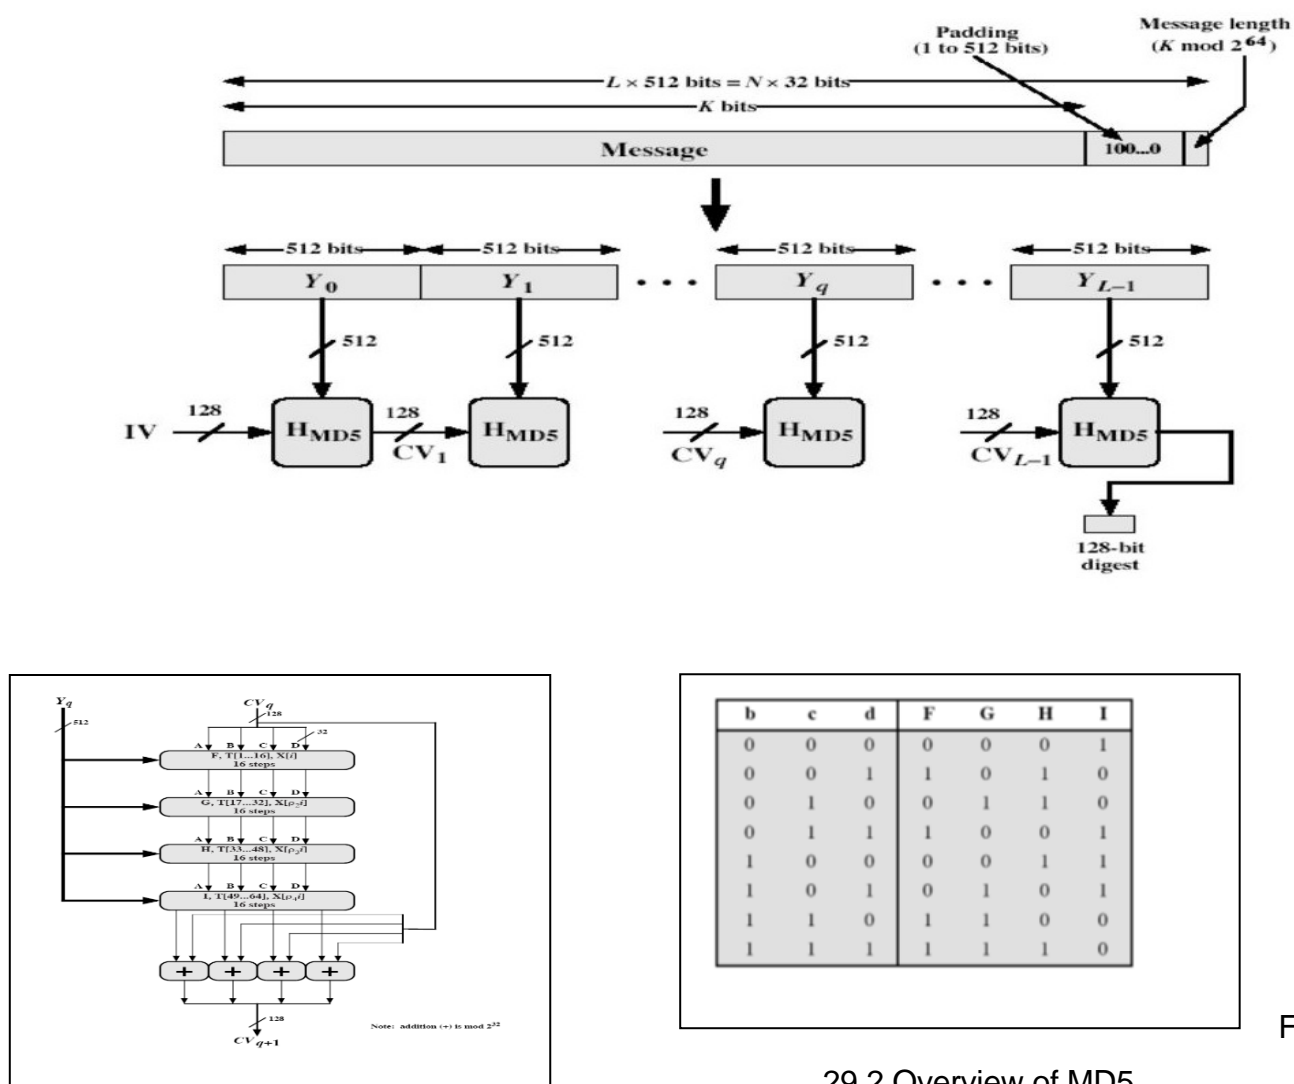 Padding
(1 to 512 bits)
Message length
(K mod 2^64)
L × 512 bits = N × 32 bits
K bits
Message
100...0
512 bits
512 bits
512 bits
512 bits
Y0
Y1
• • •
Yq
• • •
YL–1
512
512
512
512
IV
128
HMD5
128
CV1
HMD5
128
CVq
HMD5
128
CVL–1
HMD5
128-bit
digest
Yq
512
CVq
128
32
A B C D
F, T[1...16], X[i]
16 steps
A B C D
G, T[17...32], X[ρ2i]
16 steps
A B C D
H, T[33...48], X[ρ3i]
16 steps
A B C D
I, T[49...64], X[ρ4i]
16 steps
+ + + +
128
CVq+1
Note: addition (+) is mod 2^32
b c d F G H I
0 0 0 0 0 0 1
0 0 1 1 0 1 0
0 1 0 0 1 1 0
0 1 1 1 0 0 1
1 0 0 0 0 1 1
1 0 1 0 1 0 1
1 1 0 1 1 0 0
1 1 1 1 1 1 0
F
29.2 Overview of MD5